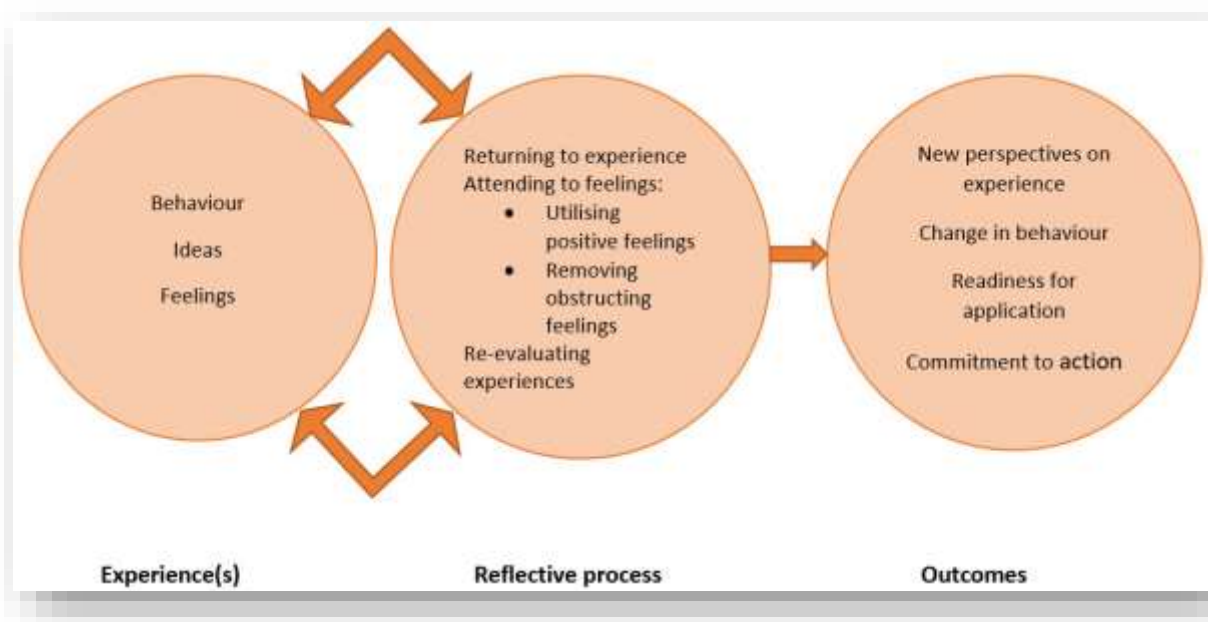 Behaviour
Ideas
Feelings
Returning to experience
Attending to feelings:
• Utilising
positive feelings
• Removing
obstructing
feelings
Re-evaluating
experiences
New perspectives on
experience
Change in behaviour
Readiness for
application
Commitment to action
Experience(s)
Reflective process
Outcomes